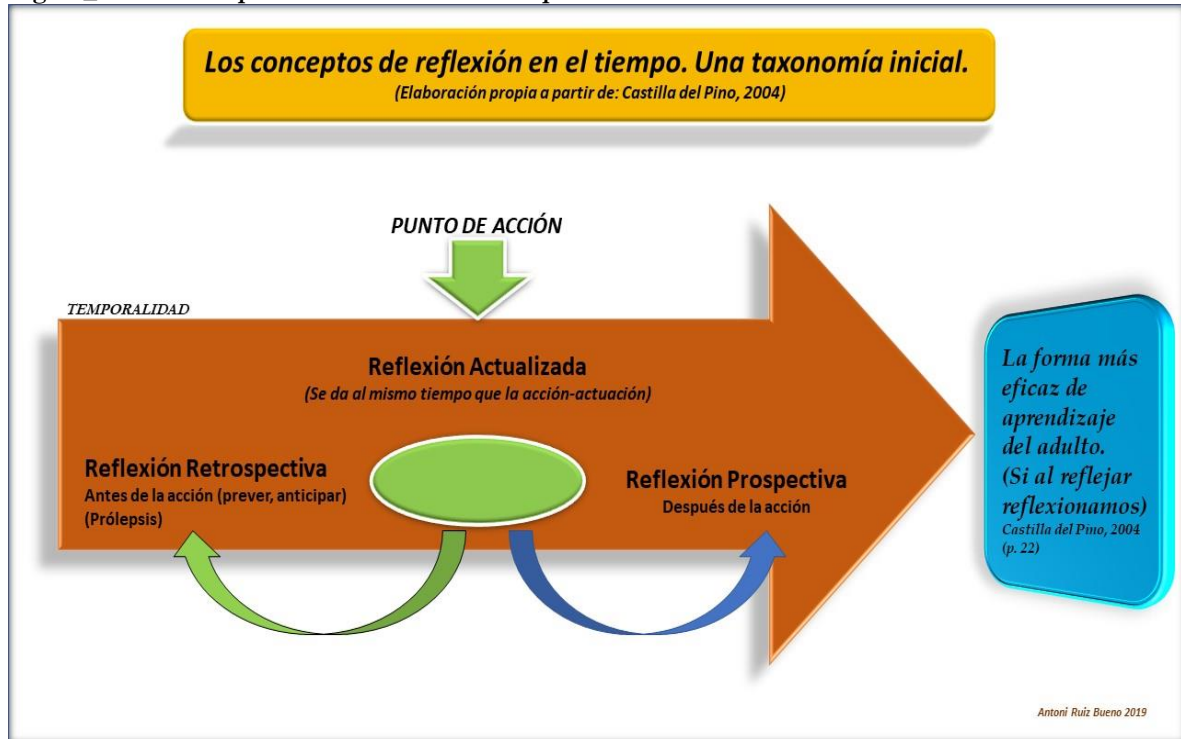 Los conceptos de reflexión en el tiempo. Una taxonomía inicial.
(Elaboración propia a partir de: Castilla del Pino, 2004)
PUNTO DE ACCIÓN
TEMPORALIDAD
Reflexión Actualizada
(Se da al mismo tiempo que la acción-actuación)
Reflexión Retrospectiva
Antes de la acción (prever, anticipar)
(Prólepsis)
Reflexión Prospectiva
Después de la acción
La forma más
eficaz de
aprendizaje
del adulto.
(Si al reflejar
reflexionamos)
Castilla del Pino, 2004
(p. 22)
Antoni Ruiz Bueno 2019